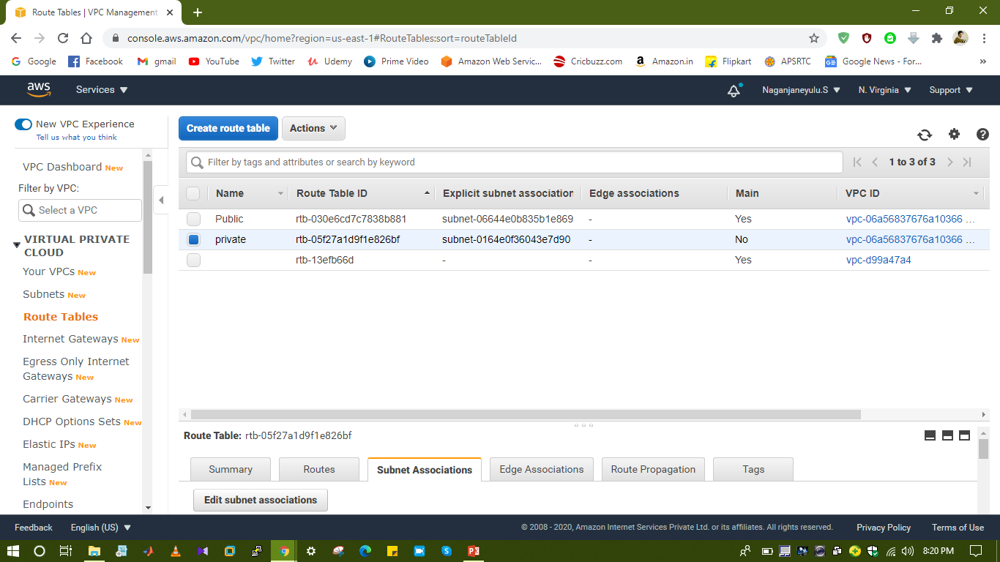 Route Tables | VPC Management
console.aws.amazon.com/vpc/home?region=us-east-1#RouteTables:sort=routeTableId
Google Facebook gmail YouTube Twitter Udemy Prime Video Amazon Web Servic... Cricbuzz.com Amazon.in Flipkart APSRTC Google News - For...
aws Services Naganjaneyulu.S N. Virginia Support
New VPC Experience
Tell us what you think
VPC Dashboard New
Filter by VPC:
Select a VPC
VIRTUAL PRIVATE
CLOUD
Your VPCs New
Subnets New
Route Tables
Internet Gateways New
Egress Only Internet
Gateways New
Carrier Gateways New
DHCP Options Sets New
Elastic IPs New
Managed Prefix
Lists New
Endpoints
Create route table Actions
Filter by tags and attributes or search by keyword 1 to 3 of 3
Name Route Table ID Explicit subnet association Edge associations Main VPC ID
Public rtb-030e6cd7c7838b881 subnet-06644e0b835b1e869 - Yes vpc-06a56837676a10366 ...
private rtb-05f27a1d9f1e826bf subnet-0164e0f36043e7d90 - No vpc-06a56837676a10366 ...
rtb-13efb66d - - Yes vpc-d99a47a4
Route Table: rtb-05f27a1d9f1e826bf
Summary Routes Subnet Associations Edge Associations Route Propagation Tags
Edit subnet associations
Feedback English (US) © 2008 - 2020, Amazon Internet Services Private Ltd. or its affiliates. All rights reserved. Privacy Policy Terms of Use
8:20 PM